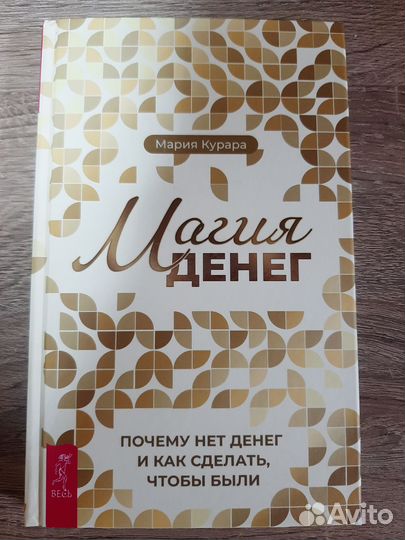 Мария Курара
Магия
ДЕНЕГ
ПОЧЕМУ НЕТ ДЕНЕГ
И КАК СДЕЛАТЬ,
ЧТОБЫ БЫЛИ
ВЕСЬ
Avito